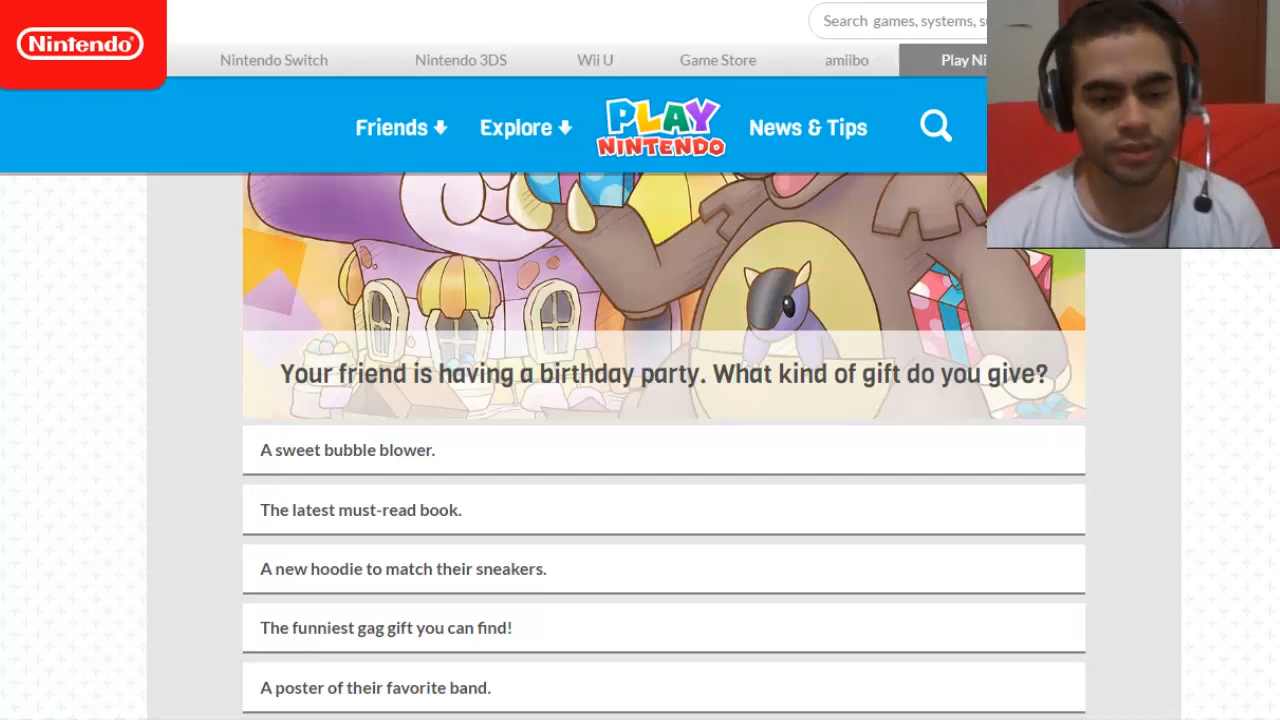 Nintendo
Search games, systems,
Nintendo Switch Nintendo 3DS Wii U Game Store amiibo Play
Friends Explore PLAY NINTENDO News & Tips
Your friend is having a birthday party. What kind of gift do you give?
A sweet bubble blower.
The latest must-read book.
A new hoodie to match their sneakers.
The funniest gag gift you can find!
A poster of their favorite band.